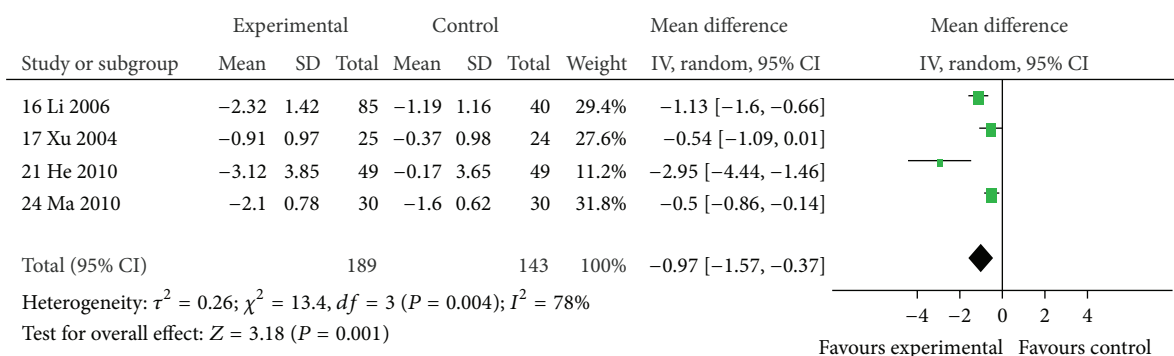 Experimental Control Mean difference Mean difference
Study or subgroup Mean SD Total Mean SD Total Weight IV, random, 95% CI IV, random, 95% CI
16 Li 2006 −2.32 1.42 85 −1.19 1.16 40 29.4% −1.13 [−1.6, −0.66]
17 Xu 2004 −0.91 0.97 25 −0.37 0.98 24 27.6% −0.54 [−1.09, 0.01]
21 He 2010 −3.12 3.85 49 −0.17 3.65 49 11.2% −2.95 [−4.44, −1.46]
24 Ma 2010 −2.1 0.78 30 −1.6 0.62 30 31.8% −0.5 [−0.86, −0.14]
Total (95% CI) 189 143 100% −0.97 [−1.57, −0.37]
Heterogeneity: τ² = 0.26; χ² = 13.4, df = 3 (P = 0.004); I² = 78%
Test for overall effect: Z = 3.18 (P = 0.001)
−4 −2 0 2 4
Favours experimental Favours control